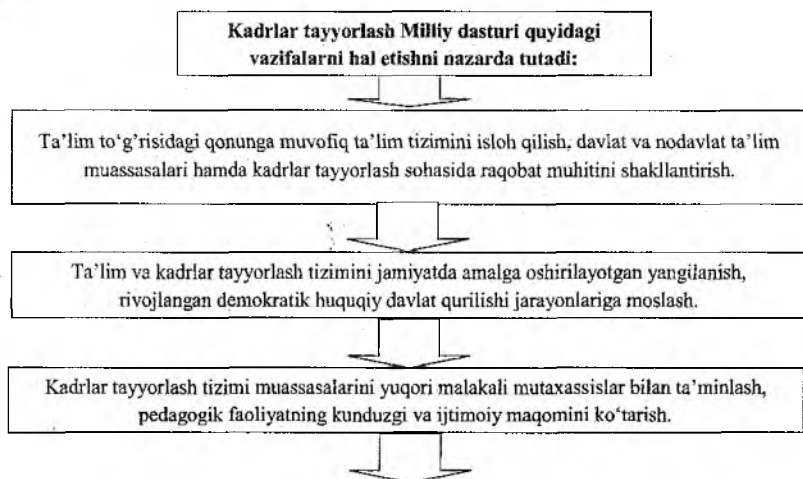 Kadrlar tayyorlash Milliy dasturi quyidagi
vazifalarni hal etishni nazarda tutadi:
Ta’lim to‘g‘risidagi qonunga muvofiq ta’lim tizimini isloh qilish, davlat va nodavlat ta’lim
muassasalari hamda kadrlar tayyorlash sohasida raqobat muhitini shakllantirish.
Ta’lim va kadrlar tayyorlash tizimini jamiyatda amalga oshirilayotgan yangilanish,
rivojlangan demokratik huquqiy davlat qurilishi jarayonlariga moslash.
Kadrlar tayyorlash tizimi muassasalarini yuqori malakali mutaxassislar bilan ta’minlash,
pedagogik faoliyatning kunduzgi va ijtimoiy maqomini ko‘tarish.